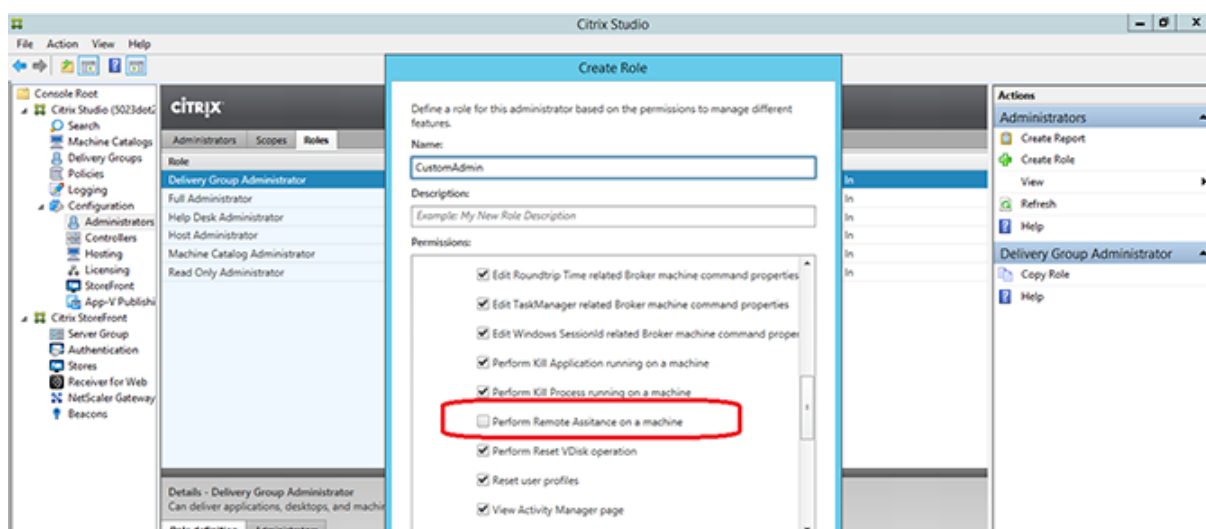 Citrix Studio
File Action View Help
Console Root
Citrix Studio (5023dot2
Search
Machine Catalogs
Delivery Groups
Policies
Logging
Configuration
Administrators
Controllers
Hosting
Licensing
StoreFront
App-V Publishi
Citrix StoreFront
Server Group
Authentication
Stores
Receiver for Web
NetScaler Gateway
Beacons
CITRIX
Administrators Scopes Roles
Role
Delivery Group Administrator
Full Administrator
Help Desk Administrator
Host Administrator
Machine Catalog Administrator
Read Only Administrator
Details - Delivery Group Administrator
Can deliver applications, desktops, and machin
Role definition Administrators
Create Role
Define a role for this administrator based on the permissions to manage different
features.
Name:
CustomAdmin
Description:
Example: My New Role Description
Permissions:
Edit Roundtrip Time related Broker machine command properties
Edit TaskManager related Broker machine command properties
Edit Windows SessionId related Broker machine command proper
Perform Kill Application running on a machine
Perform Kill Process running on a machine
Perform Remote Assitance on a machine
Perform Reset VDisk operation
Reset user profiles
View Activity Manager page
In
In
In
In
In
In
Actions
Administrators
Create Report
Create Role
View
Refresh
Help
Delivery Group Administrator
Copy Role
Help